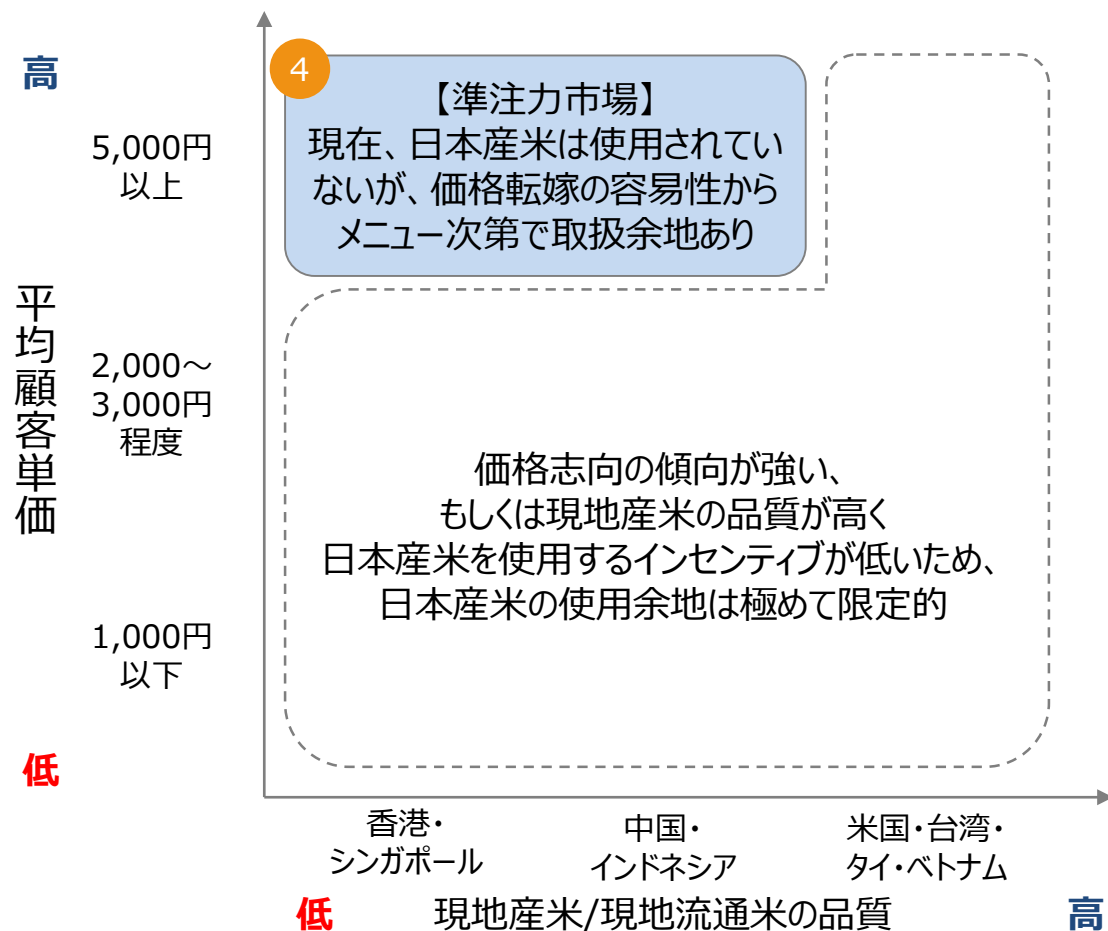 高
4
【準注力市場】
現在、日本産米は使用されてい
ないが、価格転嫁の容易性から
メニュー次第で取扱余地あり
5,000円
以上
平均顧客単価
2,000～
3,000円
程度
価格志向の傾向が強い、
もしくは現地産米の品質が高く
日本産米を使用するインセンティブが低いため、
日本産米の使用余地は極めて限定的
1,000円
以下
低
香港・
シンガポール
中国・
インドネシア
米国・台湾・
タイ・ベトナム
低
現地産米/現地流通米の品質
高